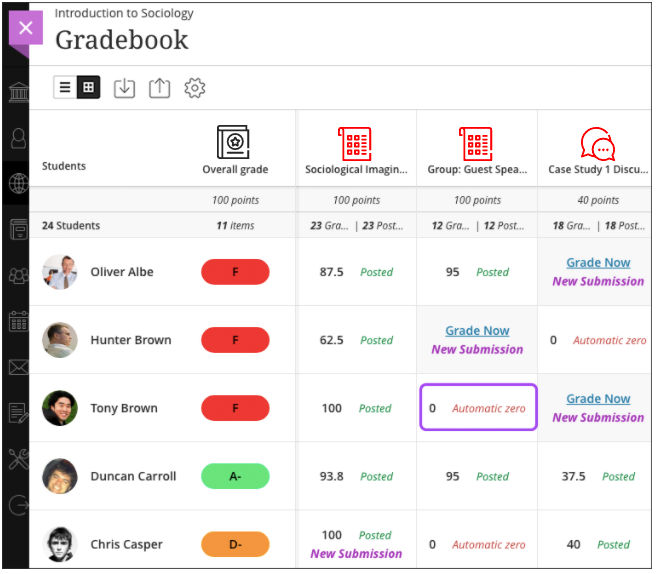 Introduction to Sociology
Gradebook
Students
Overall grade
Sociological Imagin...
Group: Guest Spea...
Case Study 1 Discu...
100 points
100 points
100 points
40 points
24 Students
11 items
23 Gra... | 23 Post...
12 Gra... | 12 Post...
18 Gra... | 18 Post...
Oliver Albe
F
87.5 Posted
95 Posted
Grade Now
New Submission
Hunter Brown
F
62.5 Posted
Grade Now
New Submission
0 Automatic zero
Tony Brown
F
100 Posted
0 Automatic zero
Grade Now
New Submission
Duncan Carroll
A-
93.8 Posted
95 Posted
37.5 Posted
Chris Casper
D-
100 Posted
New Submission
0 Automatic zero
40 Posted